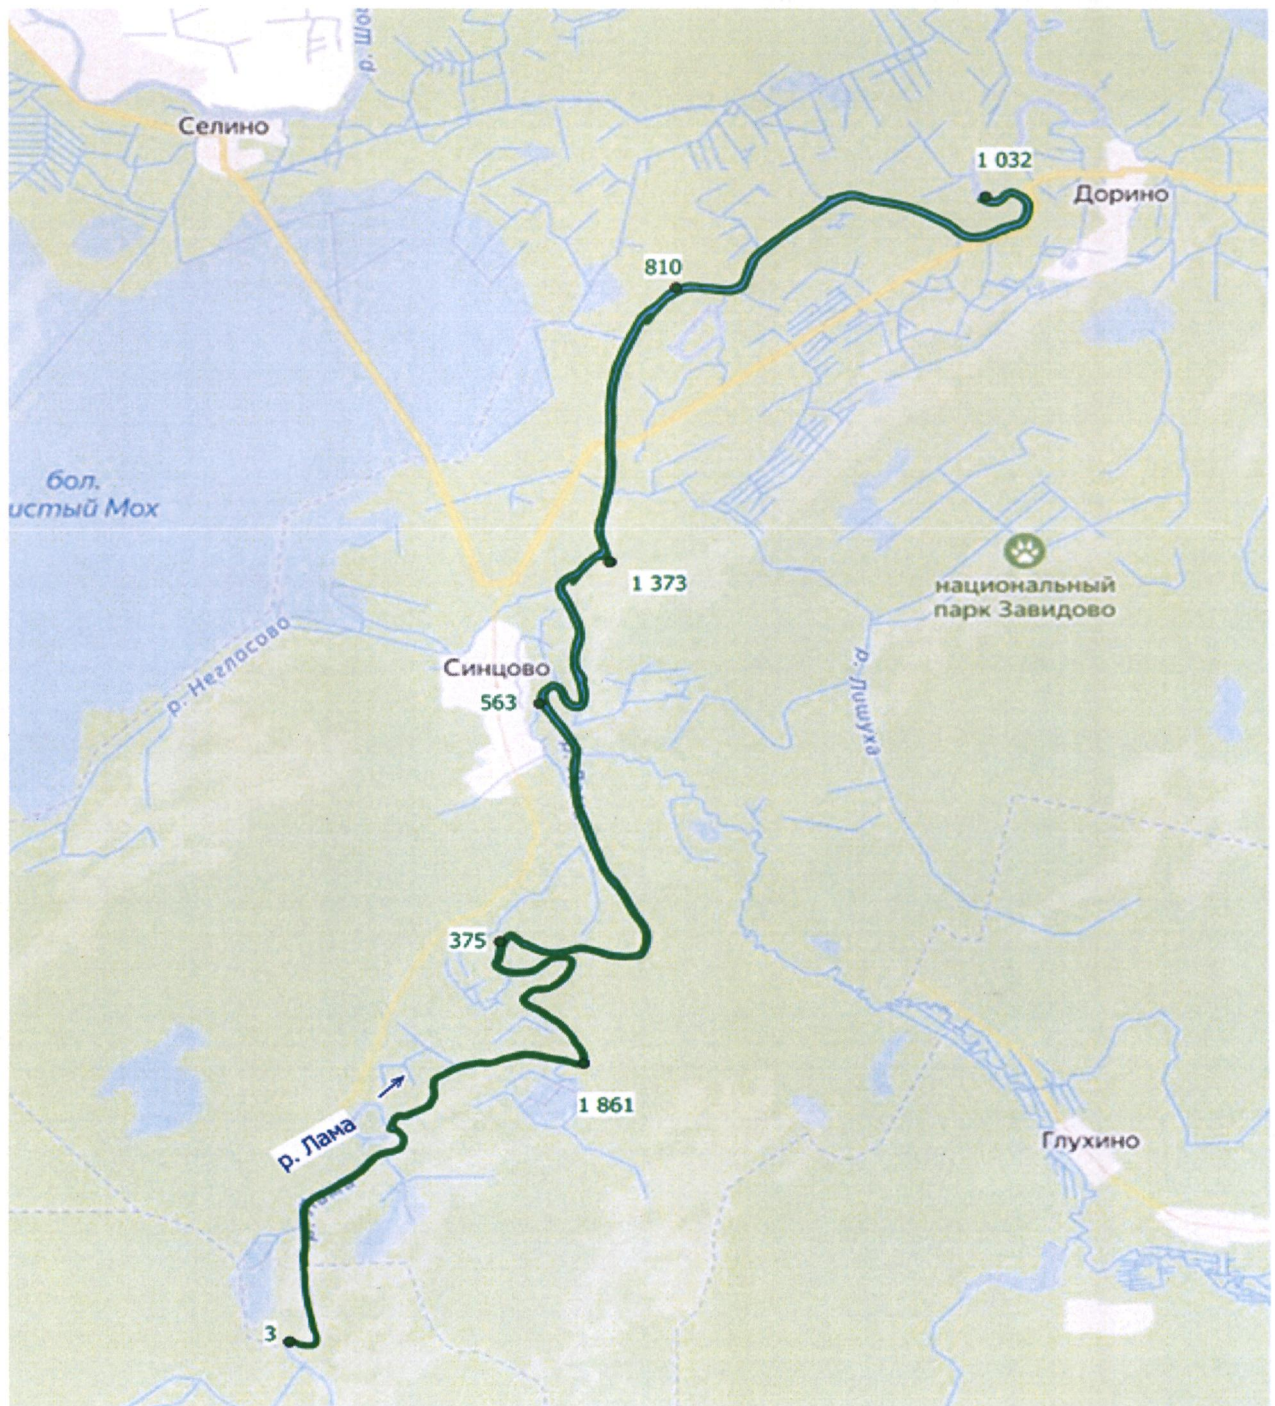 р. Шо
Селино
1 032
Дорино
810
бол.
истый Мох
1 373
национальный
парк Завидово
р. Неглосово
Синцово
563
р. Лишуха
375
1 861
р. Лама
Глухино
3